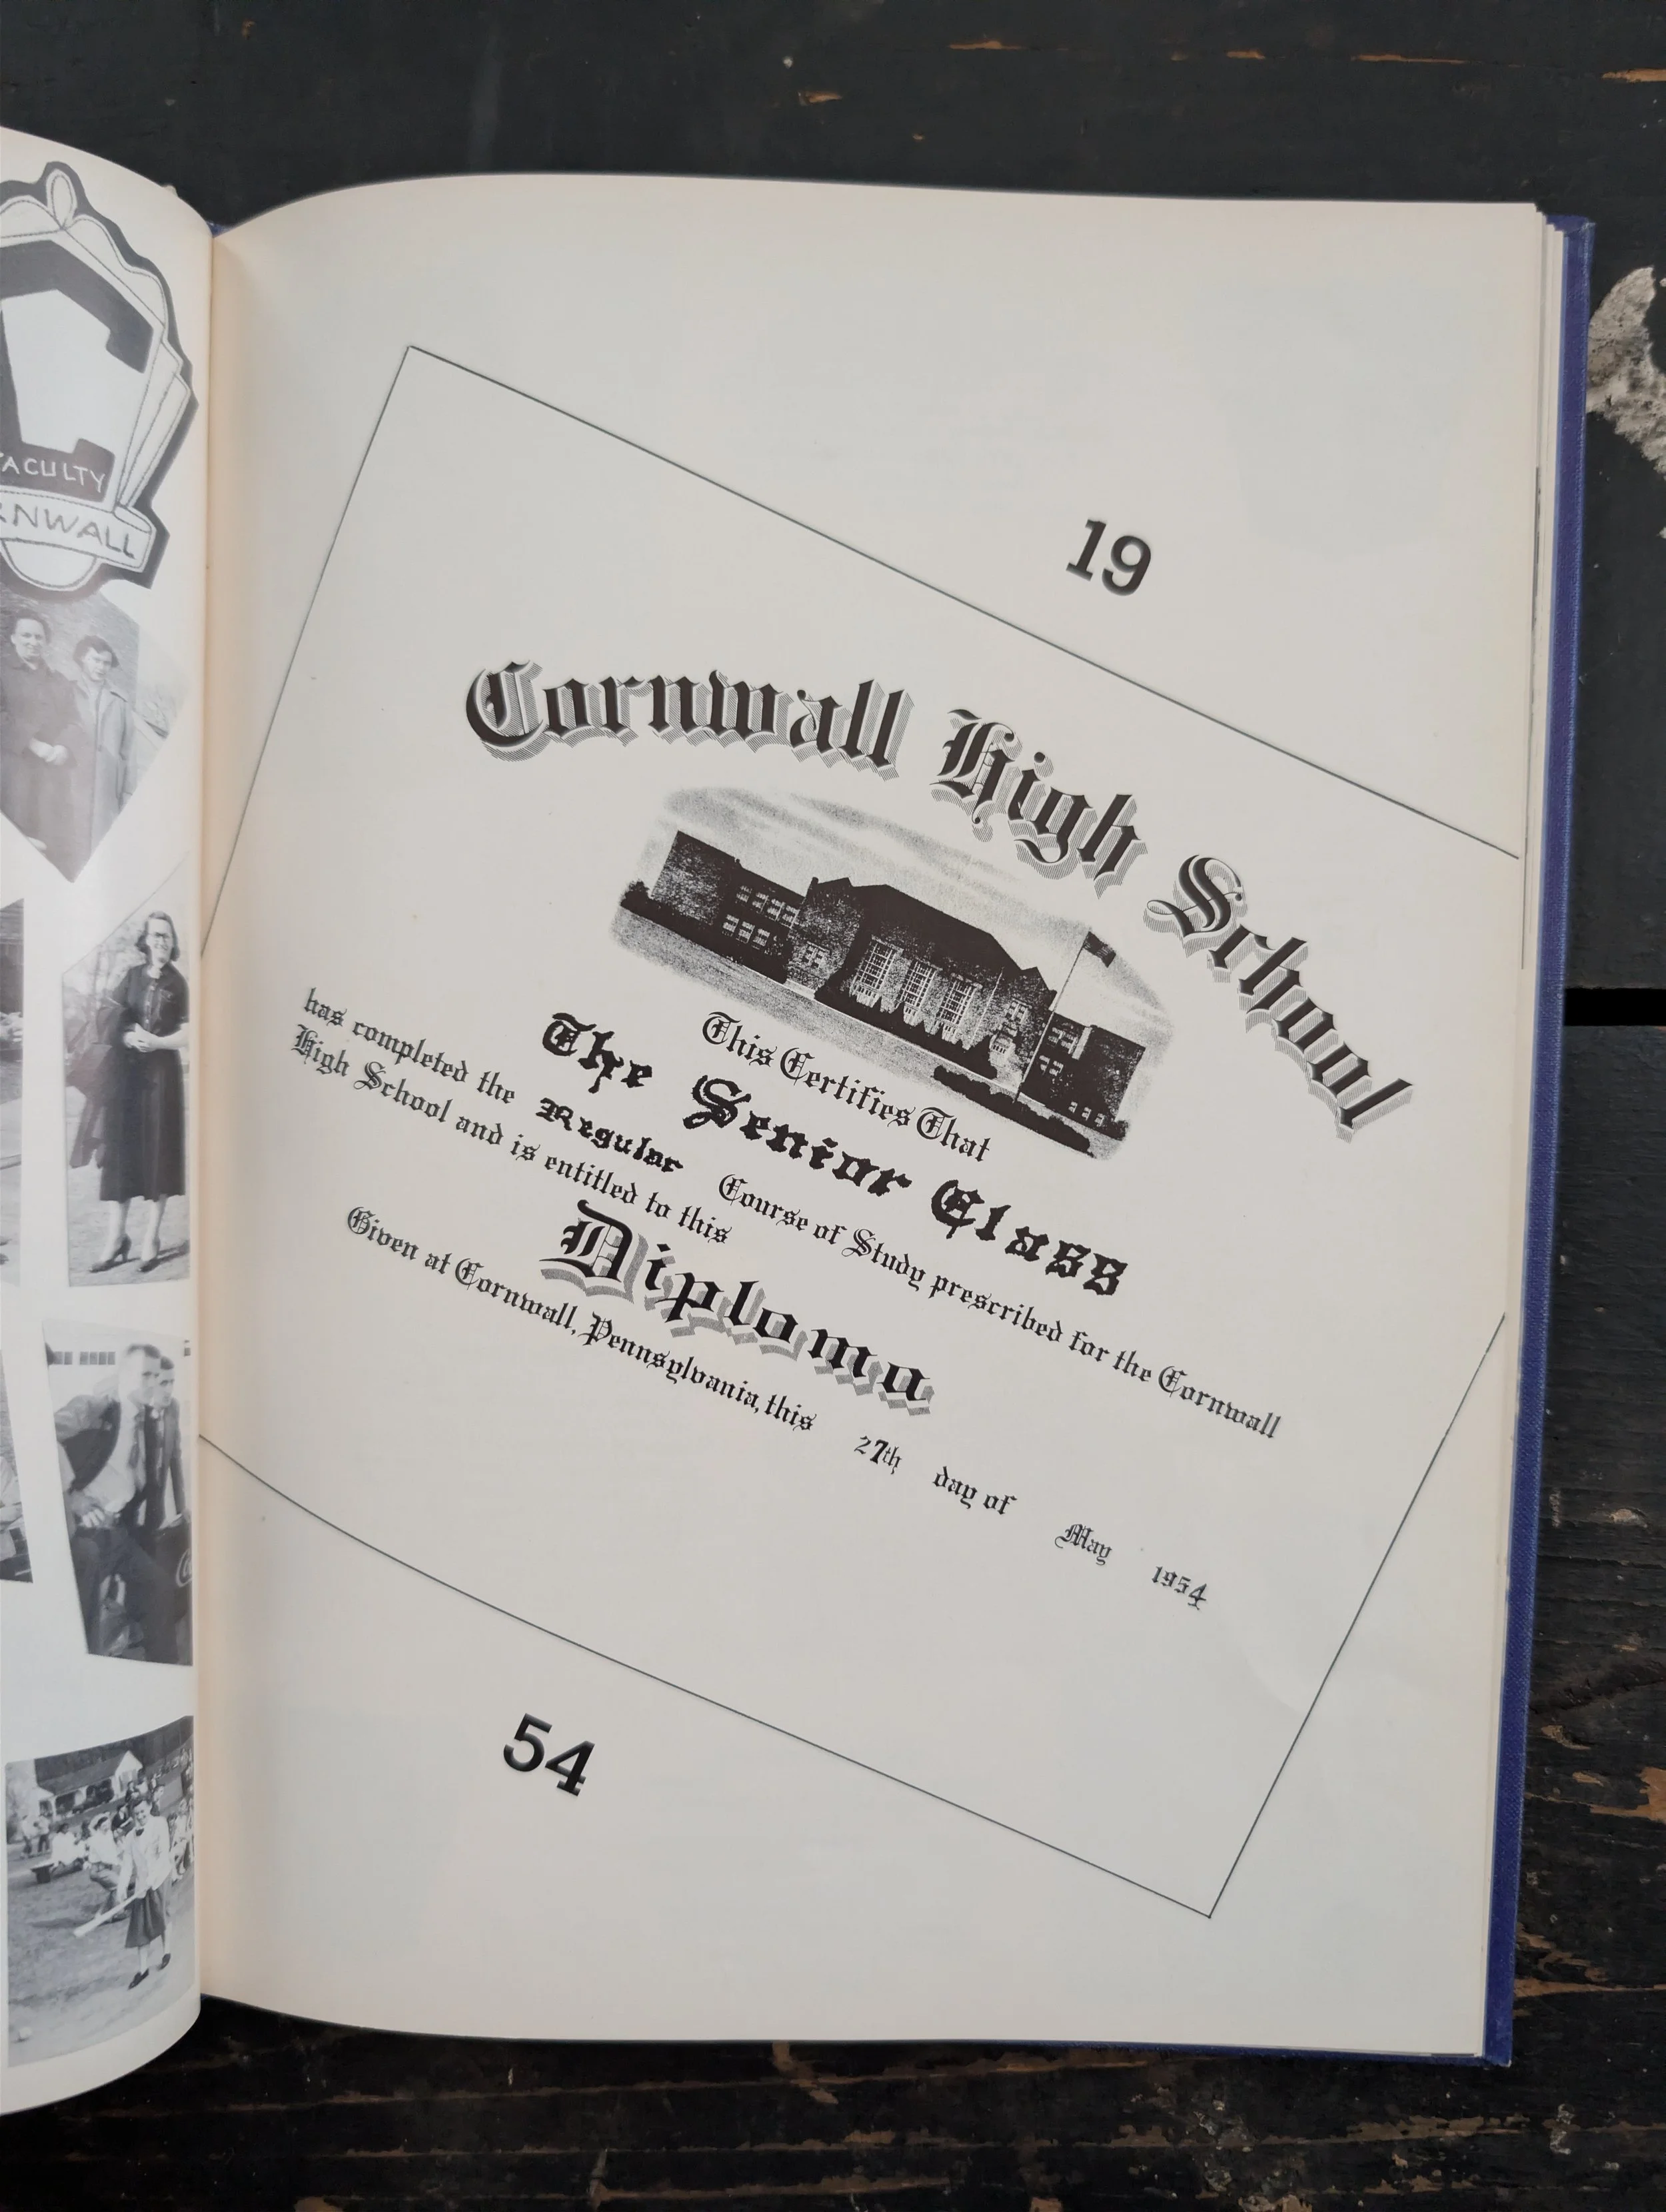 C
FACULTY
CORNWALL
19
Cornwall High School
This Certifies That
The Senior Class
has completed the Regular Course of Study prescribed for the Cornwall
High School and is entitled to this
Diploma
Given at Cornwall, Pennsylvania, this 27th day of May 1954
54